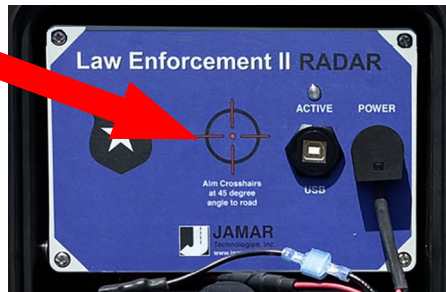 Law Enforcement II RADAR
ACTIVE
POWER
USB
Aim Crosshairs
at 45 degree
angle to road
JAMAR
Technologies, Inc